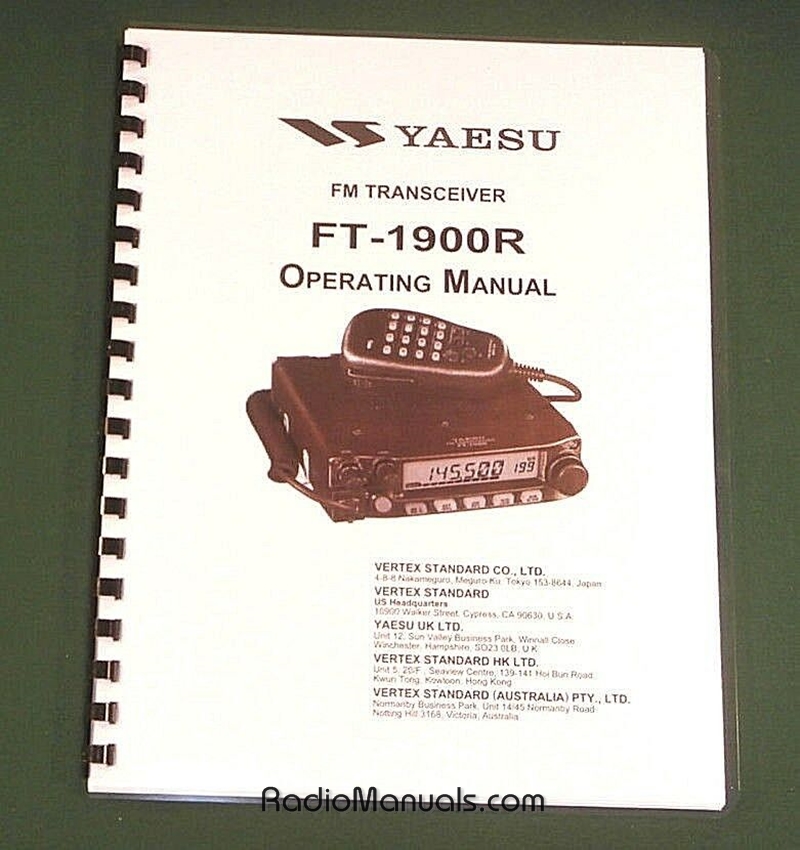 YAESU
FM TRANSCEIVER
FT-1900R
OPERATING MANUAL
145.500 199
VERTEX STANDARD CO., LTD.
4-8-8 Nakameguro, Meguro-Ku, Tokyo 153-8644, Japan
VERTEX STANDARD
US Headquarters
10900 Walker Street, Cypress, CA 90630, U.S.A.
YAESU UK LTD.
Unit 12, Sun Valley Business Park, Winnall Close
Winchester, Hampshire, SO23 0LB, U.K.
VERTEX STANDARD HK LTD.
Unit 5, 20/F., Seaview Centre, 139-141 Hoi Bun Road,
Kwun Tong, Kowloon, Hong Kong
VERTEX STANDARD (AUSTRALIA) PTY., LTD.
Normanby Business Park, Unit 14/45 Normanby Road
Notting Hill 3168, Victoria, Australia
RadioManuals.com